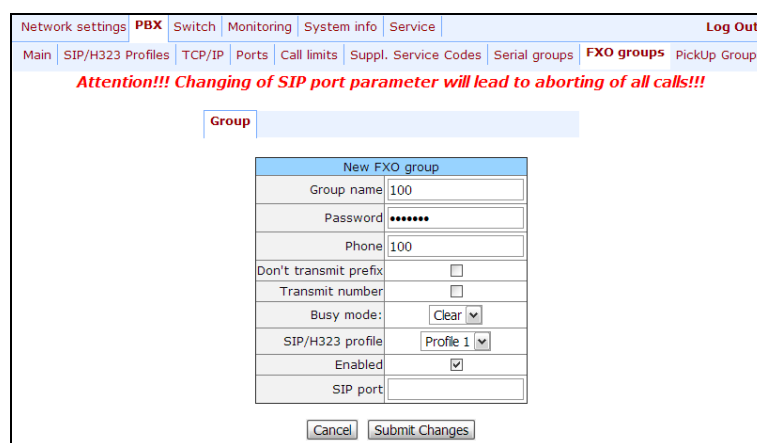 Network settings PBX Switch Monitoring System info Service Log Out
Main SIP/H323 Profiles TCP/IP Ports Call limits Suppl. Service Codes Serial groups FXO groups PickUp Group
Attention!!! Changing of SIP port parameter will lead to aborting of all calls!!!
Group
New FXO group
Group name 100
Password •••••••
Phone 100
Don't transmit prefix
Transmit number
Busy mode: Clear
SIP/H323 profile Profile 1
Enabled
SIP port
Cancel Submit Changes